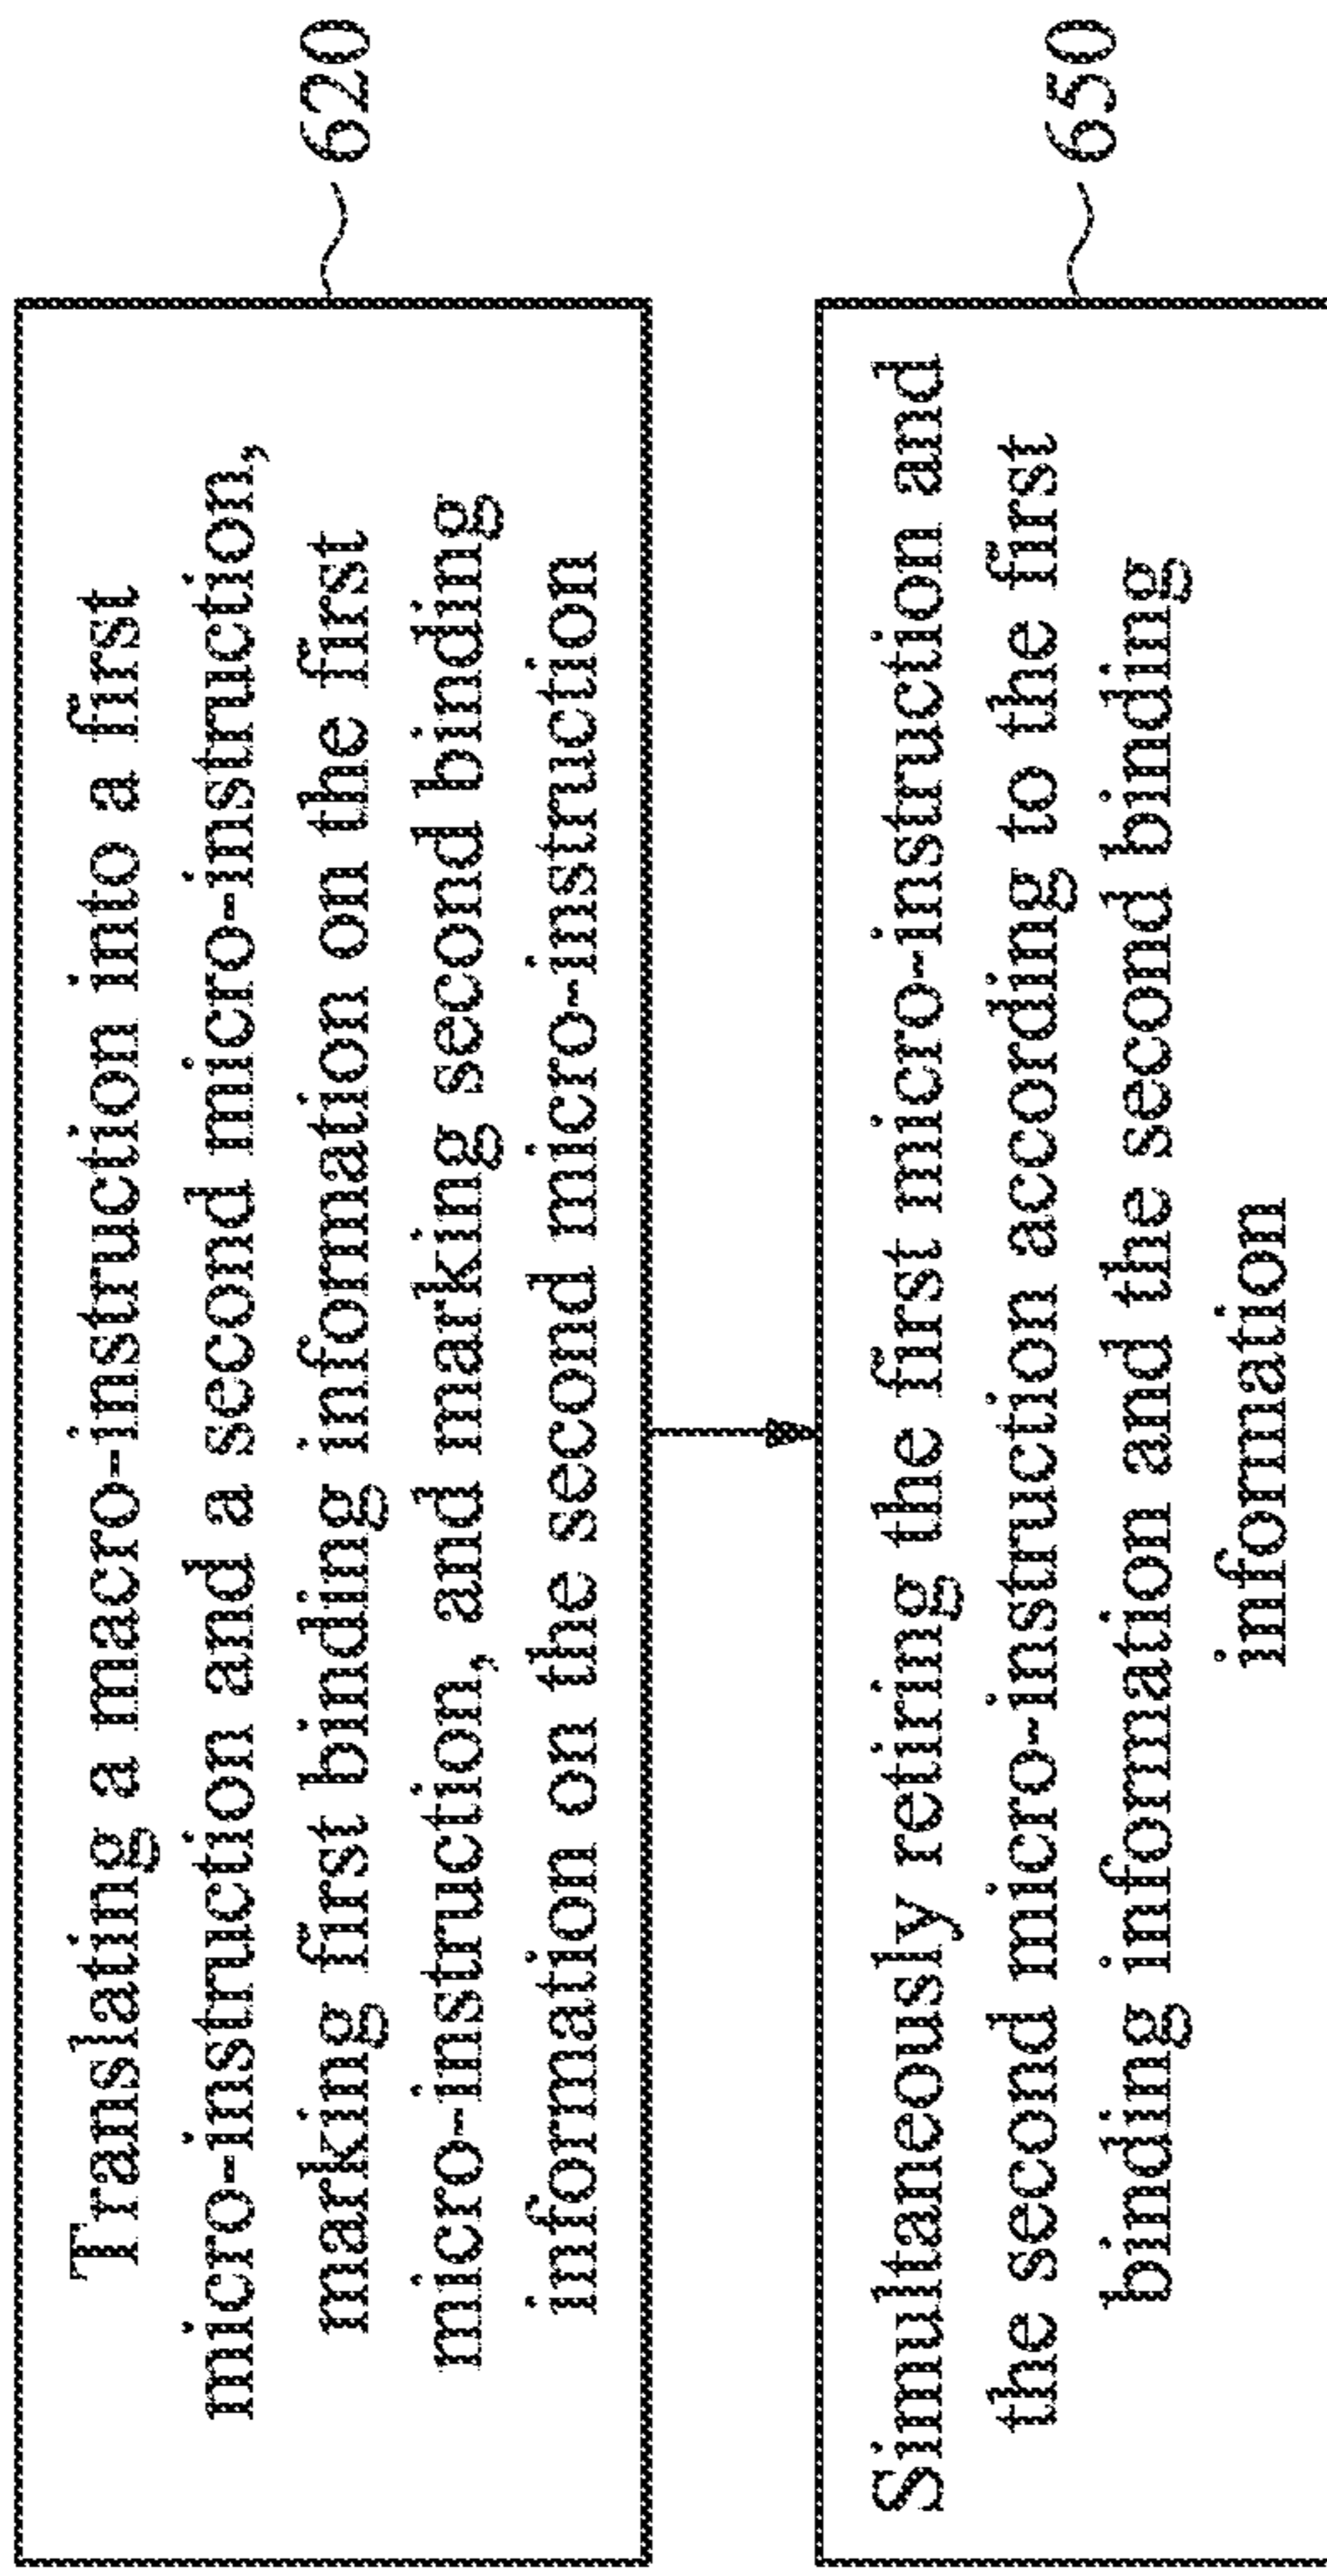 Translating a macro-instruction into a first
micro-instruction and a second micro-instruction,
marking first binding information on the first
micro-instruction, and marking second binding
information on the second micro-instruction
620
Simultaneously retiring the first micro-instruction and
the second micro-instruction according to the first
binding information and the second binding
information
650